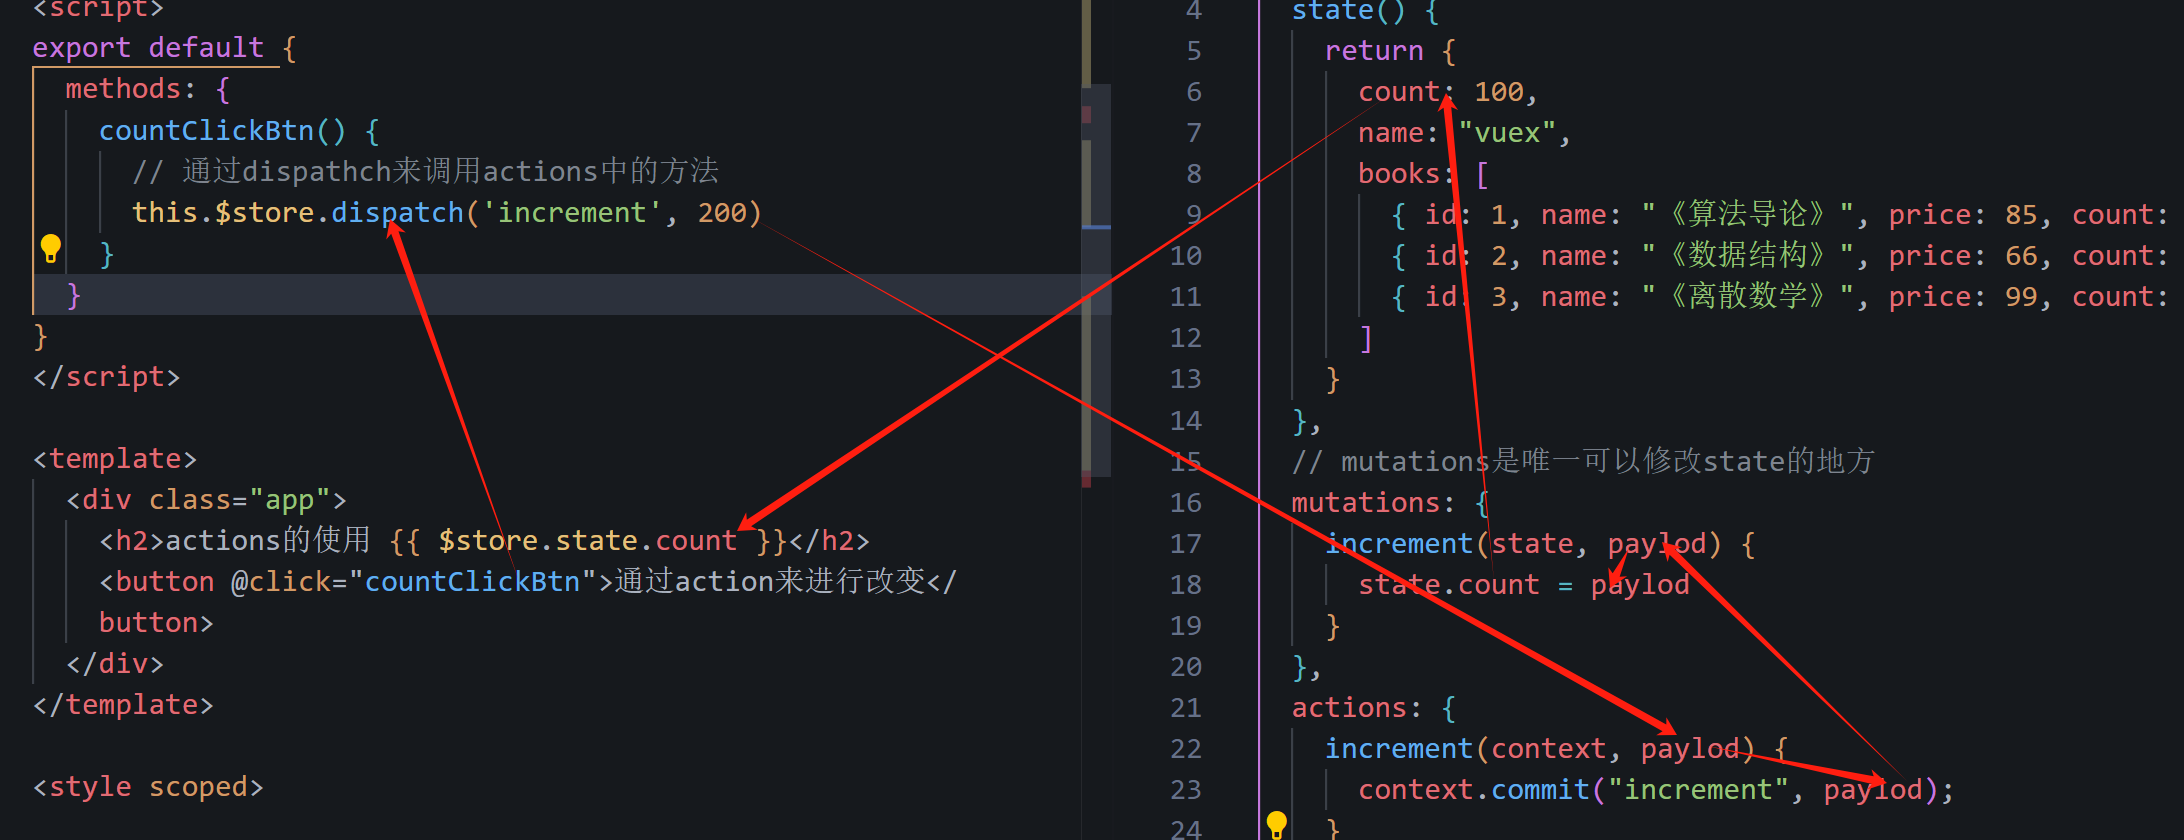 <script>
export default {
methods: {
countClickBtn() {
// 通过dispathch来调用actions中的方法
this.$store.dispatch('increment', 200)
}
}
}
</script>
<template>
<div class="app">
<h2>actions的使用 {{ $store.state.count }}</h2>
<button @click="countClickBtn">通过action来进行改变</
button>
</div>
</template>
<style scoped>
4 state() {
5 return {
6 count: 100,
7 name: "vuex",
8 books: [
9 { id: 1, name: "《算法导论》", price: 85, count:
10 { id: 2, name: "《数据结构》", price: 66, count:
11 { id: 3, name: "《离散数学》", price: 99, count:
12 ]
13 }
14 },
15 // mutations是唯一可以修改state的地方
16 mutations: {
17 increment(state, paylod) {
18 state.count = paylod
19 }
20 },
21 actions: {
22 increment(context, paylod) {
23 context.commit("increment", paylod);
24 }